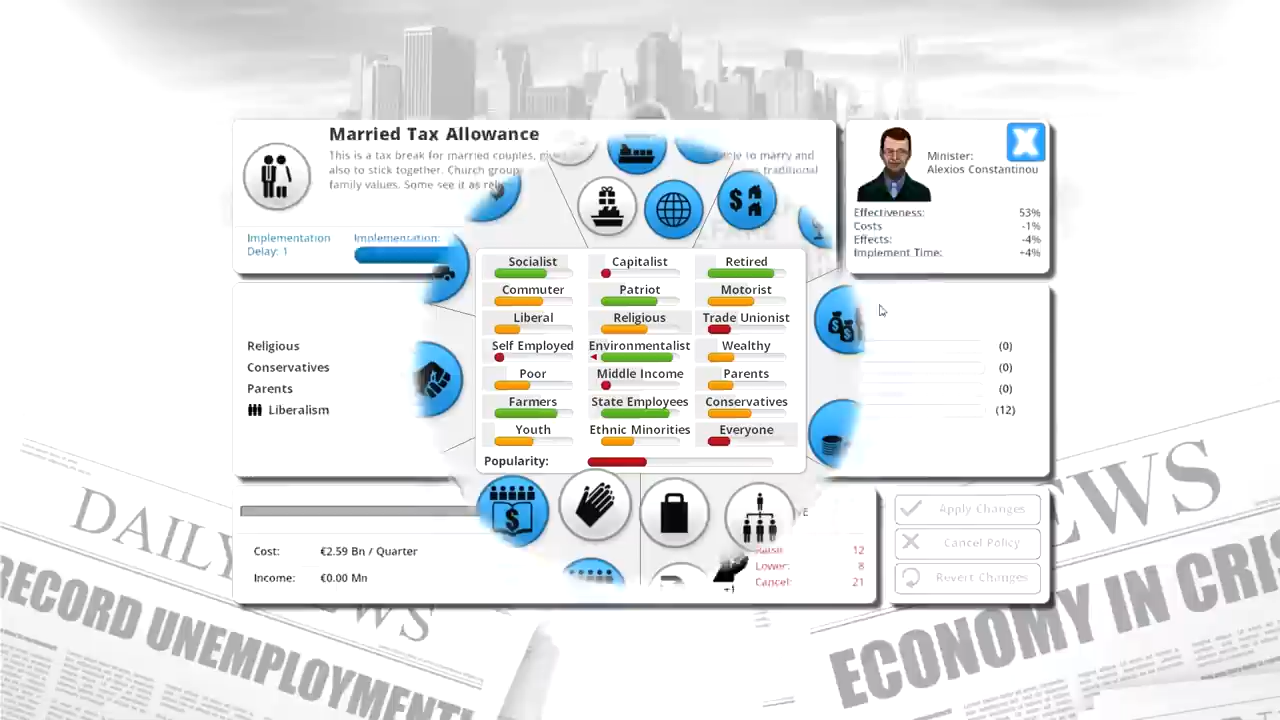 Married Tax Allowance
This is a tax break for married couples, to marry and
also to stick together. Church group traditional
family values. Some see it as
Minister:
Alexios Constantinou
Effectiveness: 53%
Costs -1%
Effects: -4%
Implement Time: +4%
Implementation
Delay: 1
Implementation:
Socialist Capitalist Retired
Commuter Patriot Motorist
Liberal Religious Trade Unionist
Self Employed Environmentalist Wealthy
Poor Middle Income Parents
Farmers State Employees Conservatives
Youth Ethnic Minorities Everyone
Popularity:
Religious (0)
Conservatives (0)
Parents (0)
Liberalism (12)
Cost: €2.59 Bn / Quarter
Income: €0.00 Mn
Raise: 12
Lower: 8
Cancel: 21
+1
Apply Changes
Cancel Policy
Revert Changes
DAILY NEWS
RECORD UNEMPLOYMENT
NEWS
ECONOMY IN CRIS